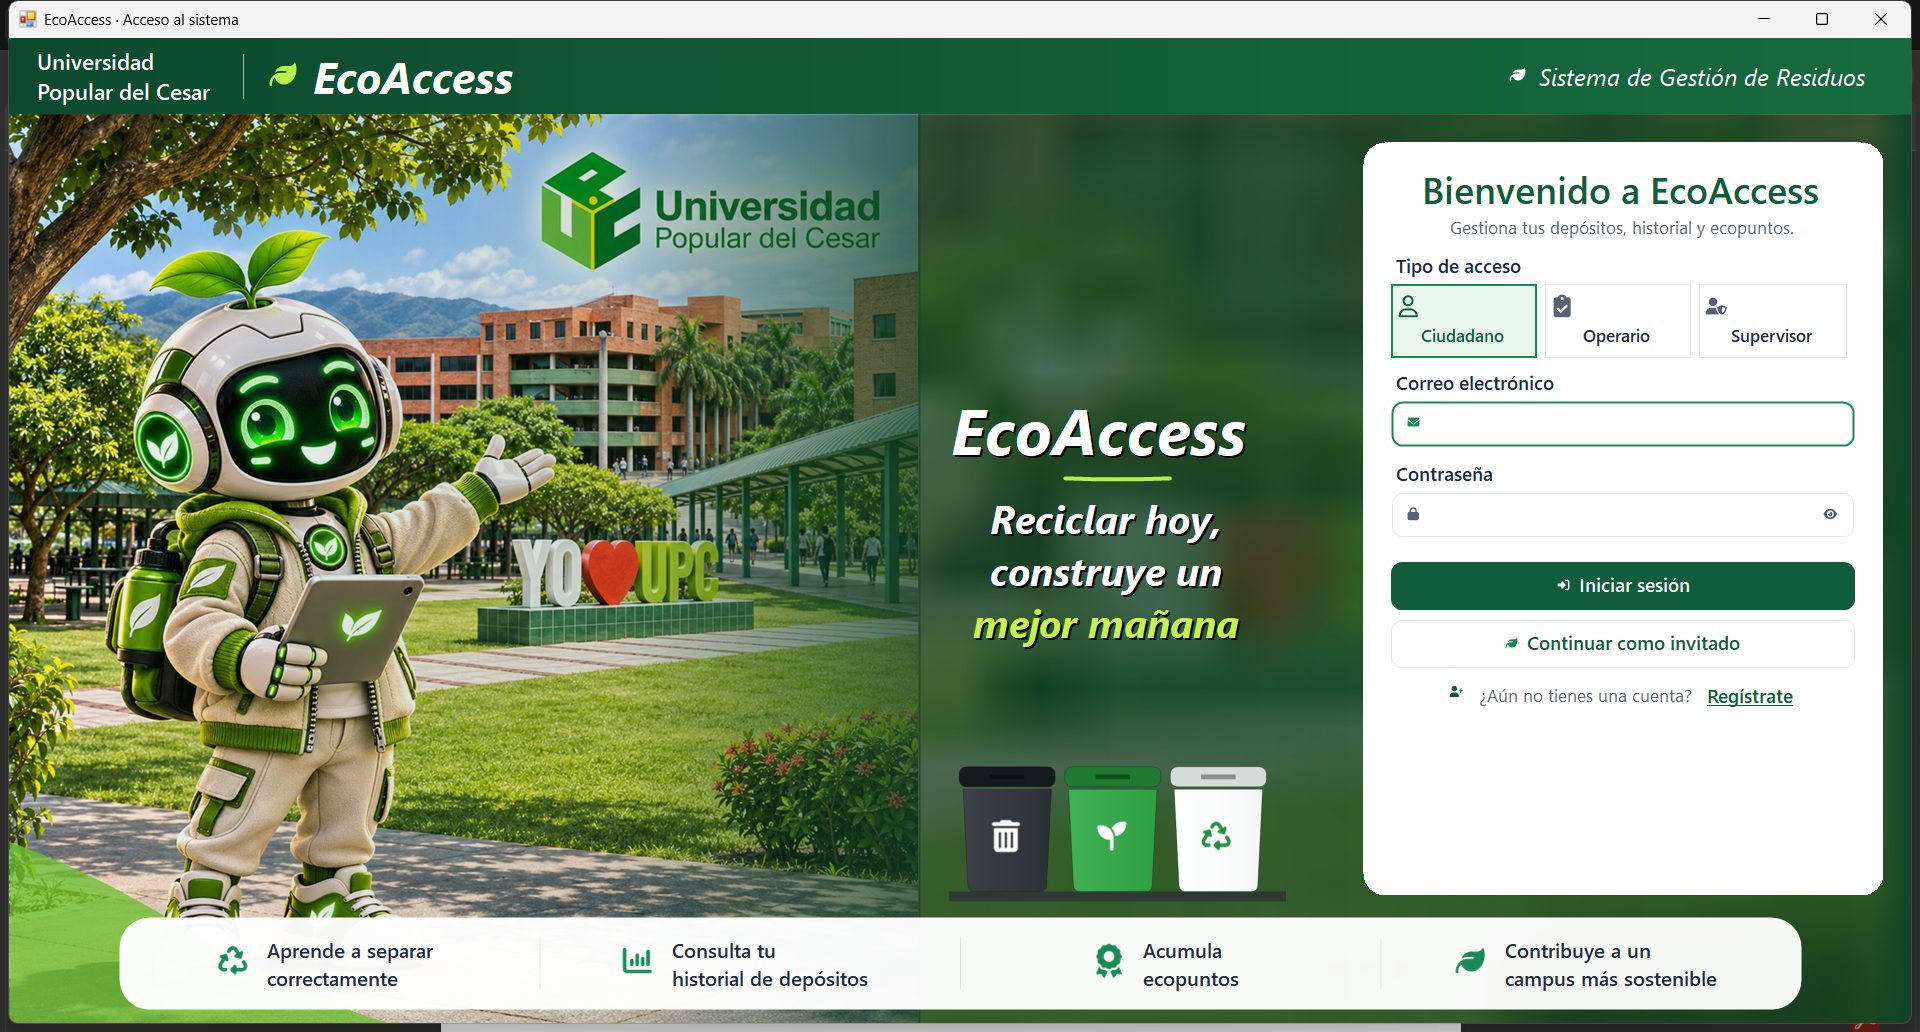 EcoAccess · Acceso al sistema
Universidad
Popular del Cesar
EcoAccess
Sistema de Gestión de Residuos
UPC
Universidad
Popular del Cesar
YO UPC
EcoAccess
Reciclar hoy,
construye un
mejor mañana
Bienvenido a EcoAccess
Gestiona tus depósitos, historial y ecopuntos.
Tipo de acceso
Ciudadano
Operario
Supervisor
Correo electrónico
Contraseña
Iniciar sesión
Continuar como invitado
¿Aún no tienes una cuenta? Regístrate
Aprende a separar
correctamente
Consulta tu
historial de depósitos
Acumula
ecopuntos
Contribuye a un
campus más sostenible